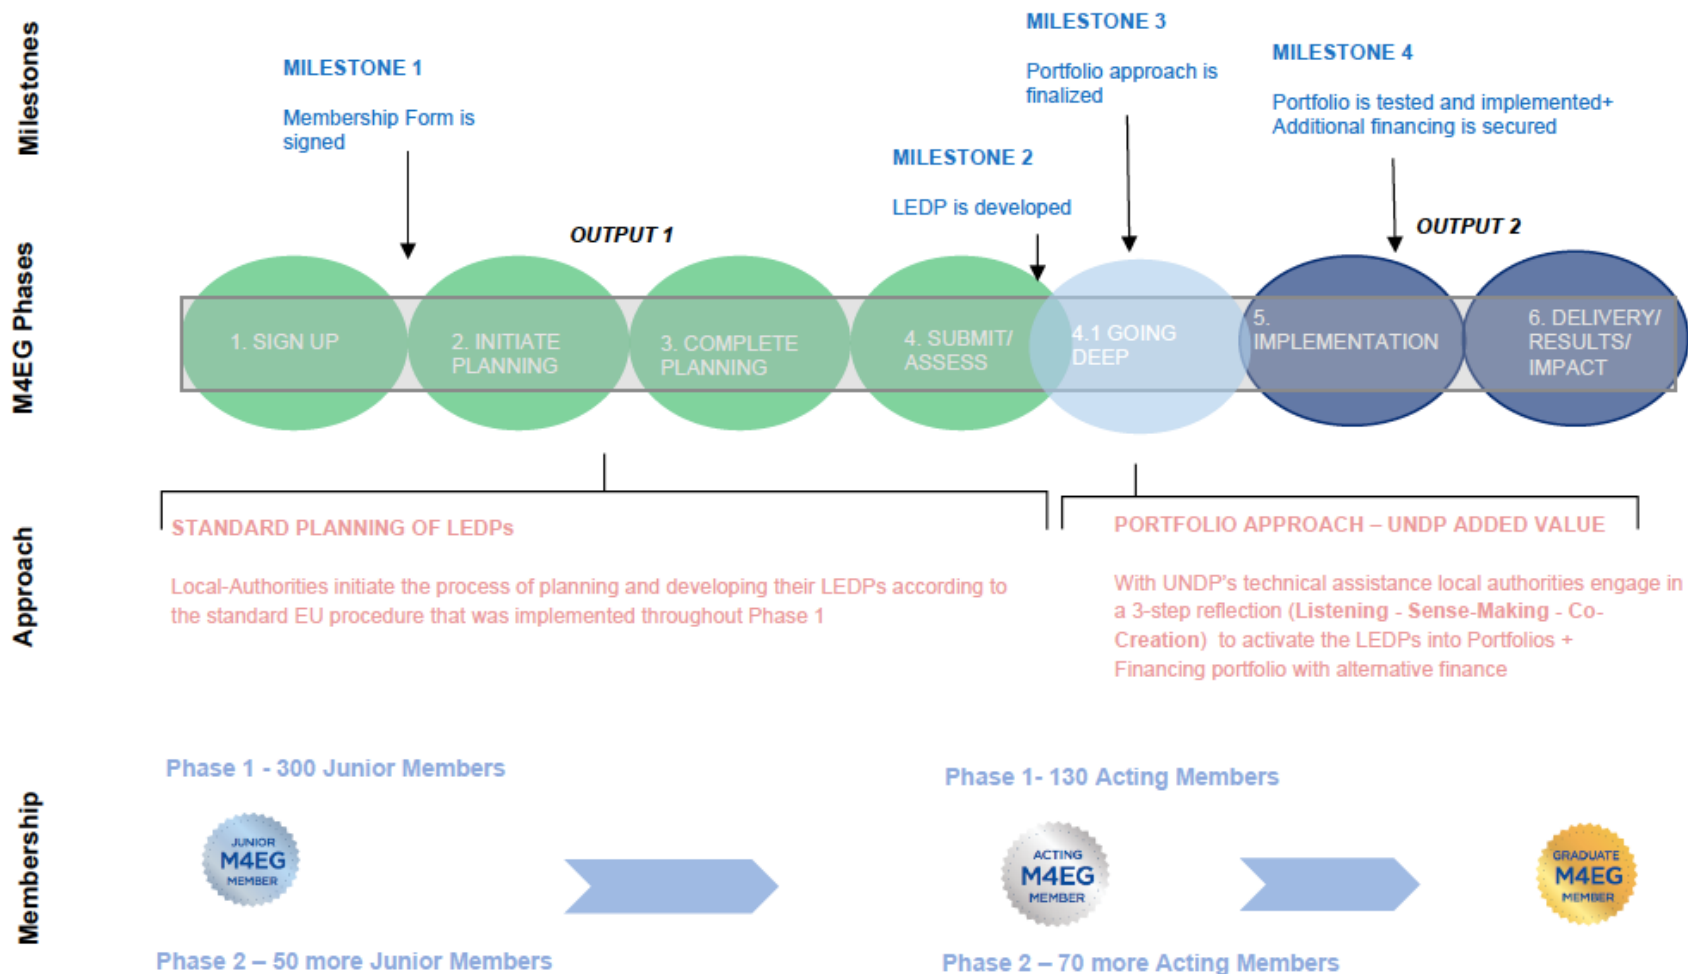 Milestones
MILESTONE 1
Membership Form is
signed
MILESTONE 2
LEDP is developed
MILESTONE 3
Portfolio approach is
finalized
MILESTONE 4
Portfolio is tested and implemented+
Additional financing is secured
M4EG Phases
OUTPUT 1
OUTPUT 2
1. SIGN UP
2. INITIATE
PLANNING
3. COMPLETE
PLANNING
4. SUBMIT/
ASSESS
4.1 GOING
DEEP
5.
IMPLEMENTATION
6. DELIVERY/
RESULTS/
IMPACT
Approach
STANDARD PLANNING OF LEDPs
Local-Authorities initiate the process of planning and developing their LEDPs according to
the standard EU procedure that was implemented throughout Phase 1
PORTFOLIO APPROACH – UNDP ADDED VALUE
With UNDP's technical assistance local authorities engage in
a 3-step reflection (Listening - Sense-Making - Co-
Creation) to activate the LEDPs into Portfolios +
Financing portfolio with alternative finance
Membership
Phase 1 - 300 Junior Members
JUNIOR
M4EG
MEMBER
Phase 2 – 50 more Junior Members
Phase 1- 130 Acting Members
ACTING
M4EG
MEMBER
Phase 2 – 70 more Acting Members
GRADUATE
M4EG
MEMBER